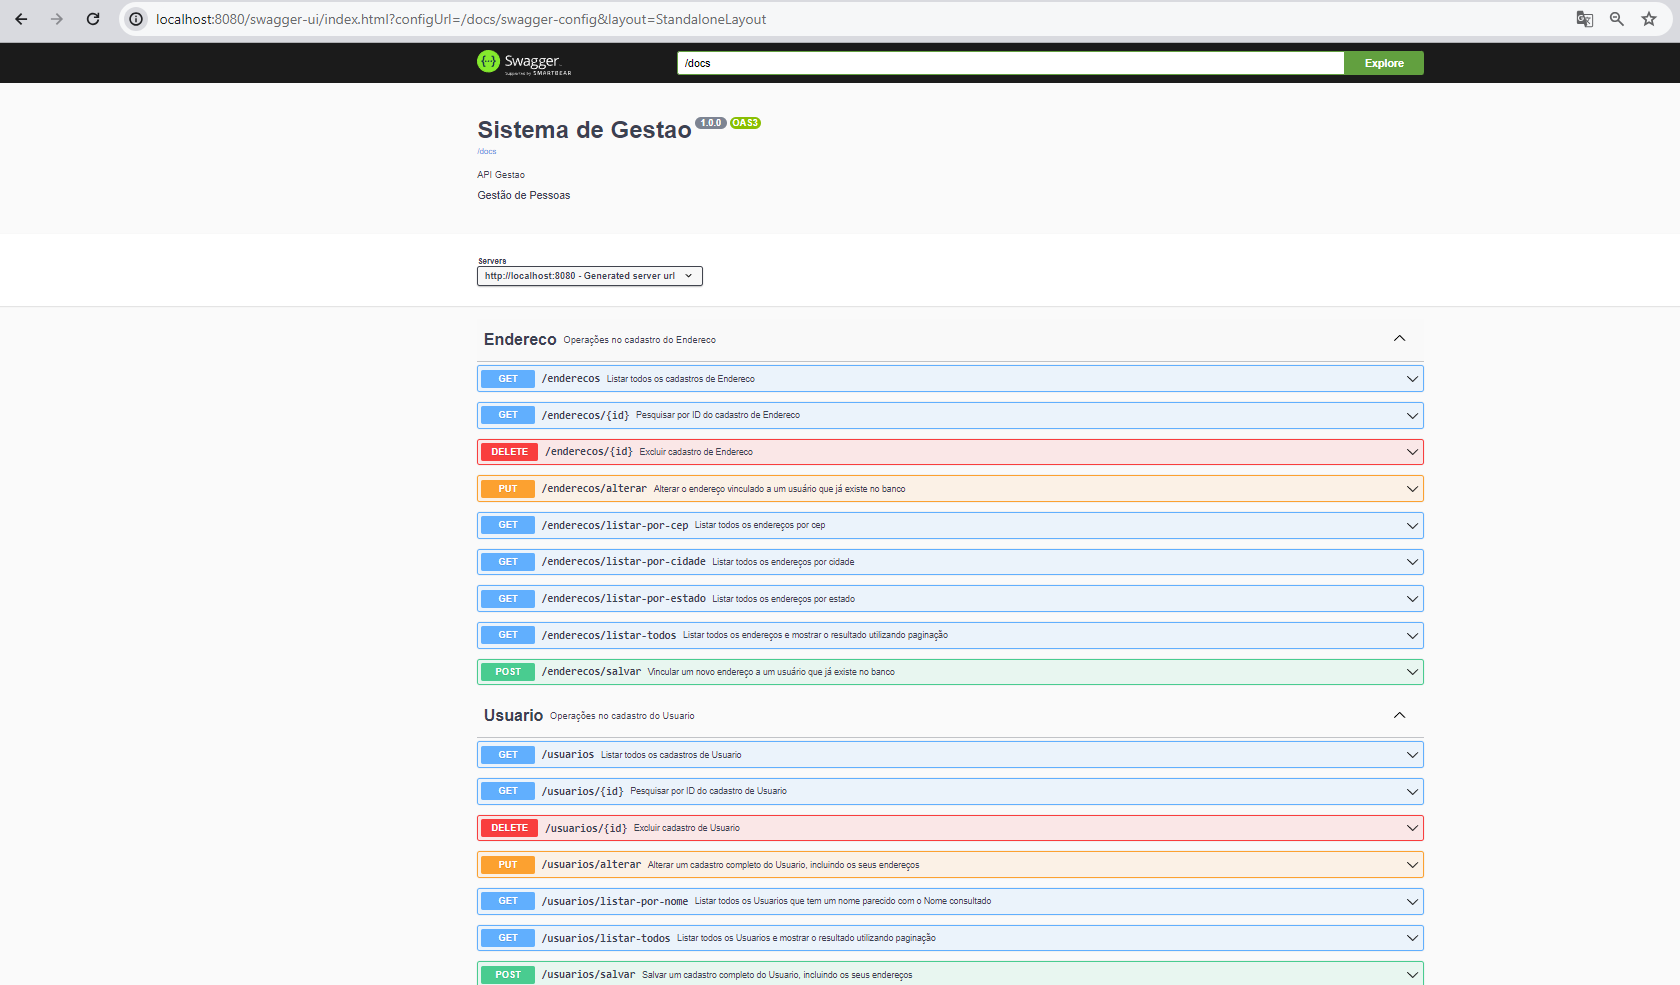 localhost:8080/swagger-ui/index.html?configUrl=/docs/swagger-config&layout=StandaloneLayout
Swagger
Supported by SMARTBEAR
/docs
Explore
Sistema de Gestao 1.0.0 OAS3
/docs
API Gestao
Gestão de Pessoas
Servers
http://localhost:8080 - Generated server url
Endereco Operações no cadastro do Endereco
GET /enderecos Listar todos os cadastros de Endereco
GET /enderecos/{id} Pesquisar por ID do cadastro de Endereco
DELETE /enderecos/{id} Excluir cadastro de Endereco
PUT /enderecos/alterar Alterar o endereço vinculado a um usuário que já existe no banco
GET /enderecos/listar-por-cep Listar todos os endereços por cep
GET /enderecos/listar-por-cidade Listar todos os endereços por cidade
GET /enderecos/listar-por-estado Listar todos os endereços por estado
GET /enderecos/listar-todos Listar todos os endereços e mostrar o resultado utilizando paginação
POST /enderecos/salvar Vincular um novo endereço a um usuário que já existe no banco
Usuario Operações no cadastro do Usuario
GET /usuarios Listar todos os cadastros de Usuario
GET /usuarios/{id} Pesquisar por ID do cadastro de Usuario
DELETE /usuarios/{id} Excluir cadastro de Usuario
PUT /usuarios/alterar Alterar um cadastro completo do Usuario, incluindo os seus endereços
GET /usuarios/listar-por-nome Listar todos os Usuarios que tem um nome parecido com o Nome consultado
GET /usuarios/listar-todos Listar todos os Usuarios e mostrar o resultado utilizando paginação
POST /usuarios/salvar Salvar um cadastro completo do Usuario, incluindo os seus endereços